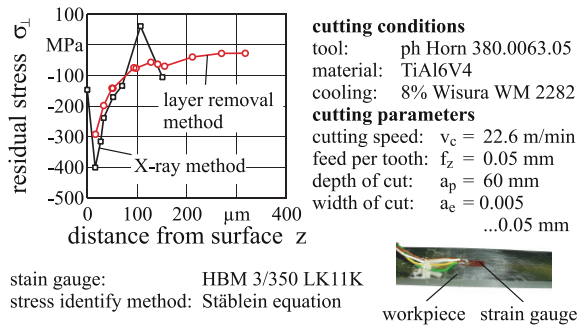 100
MPa
-100
-200
-300
-400
-500
residual stress σ⊥
layer removal
method
X-ray method
0 100 μm 400
distance from surface z
cutting conditions
tool: ph Horn 380.0063.05
material: TiAl6V4
cooling: 8% Wisura WM 2282
cutting parameters
cutting speed: vc = 22.6 m/min
feed per tooth: fz = 0.05 mm
depth of cut: ap = 60 mm
width of cut: ae = 0.005
...0.05 mm
stain gauge: HBM 3/350 LK11K
stress identify method: Stäblein equation
workpiece strain gauge